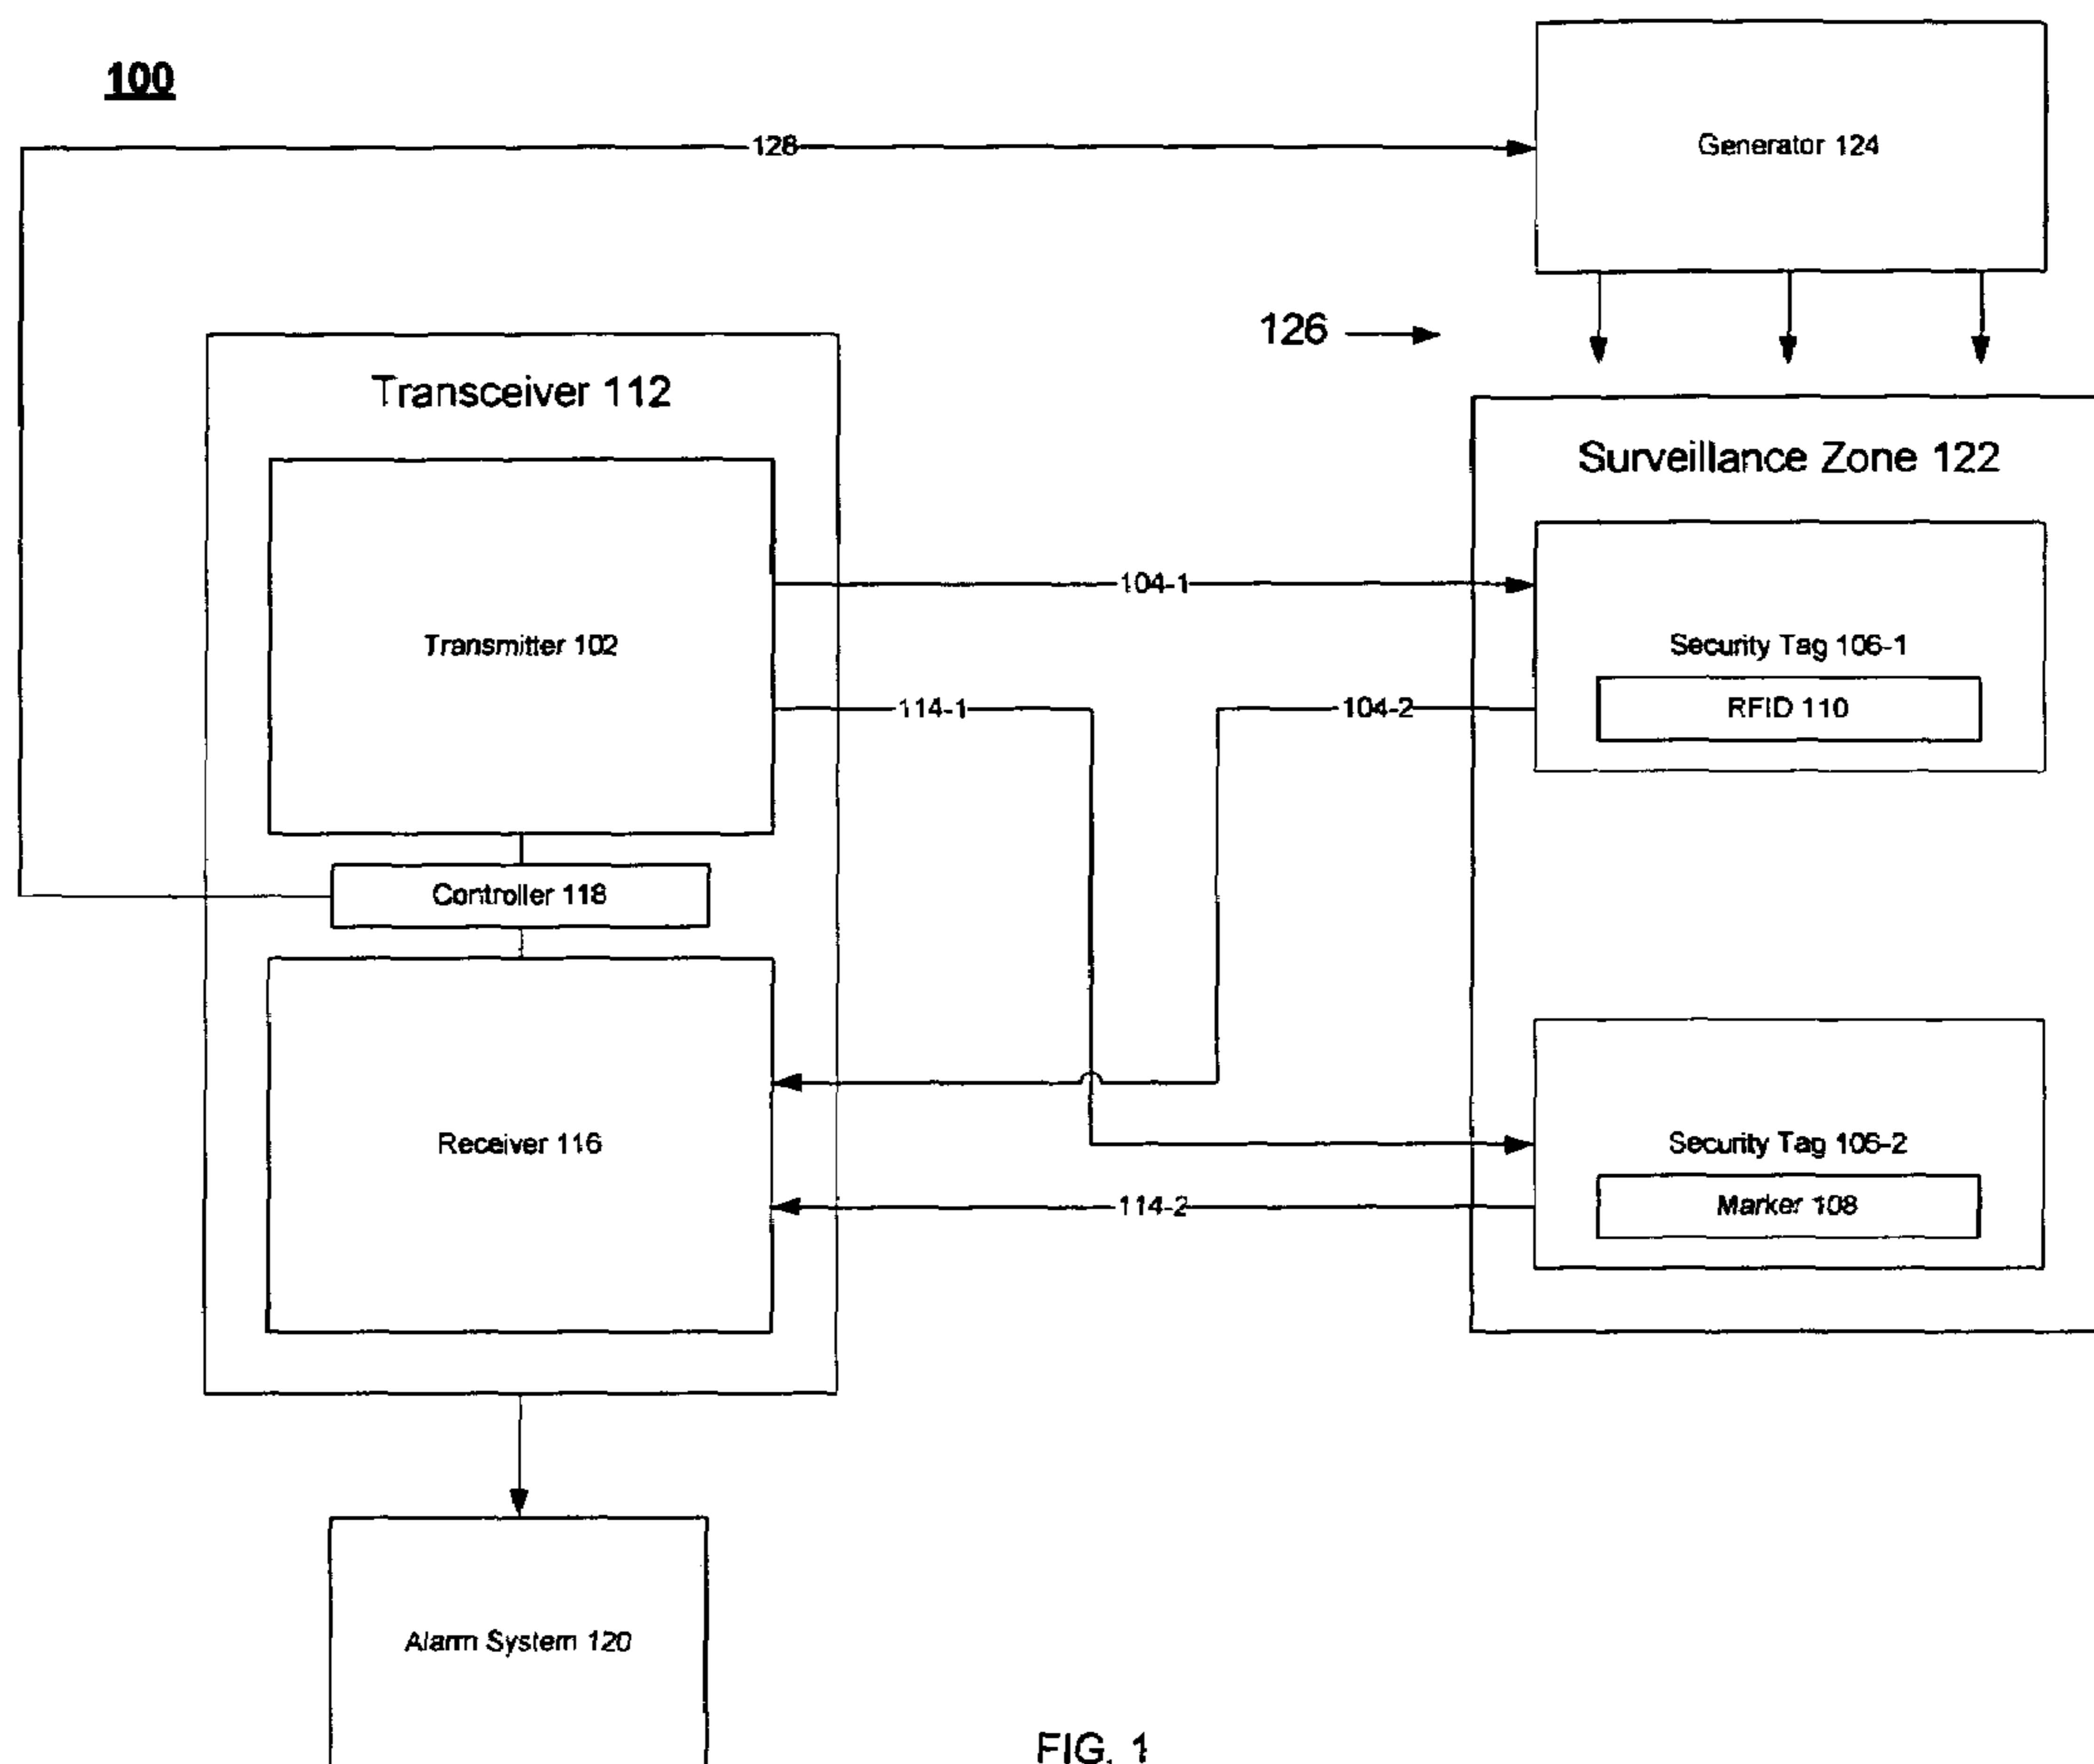 100
128
Generator 124
126
Transceiver 112
Surveillance Zone 122
104-1
Transmitter 102
Security Tag 106-1
114-1
104-2
RFID 110
Controller 118
Receiver 116
Security Tag 106-2
114-2
Marker 108
Alarm System 120
FIG. 1